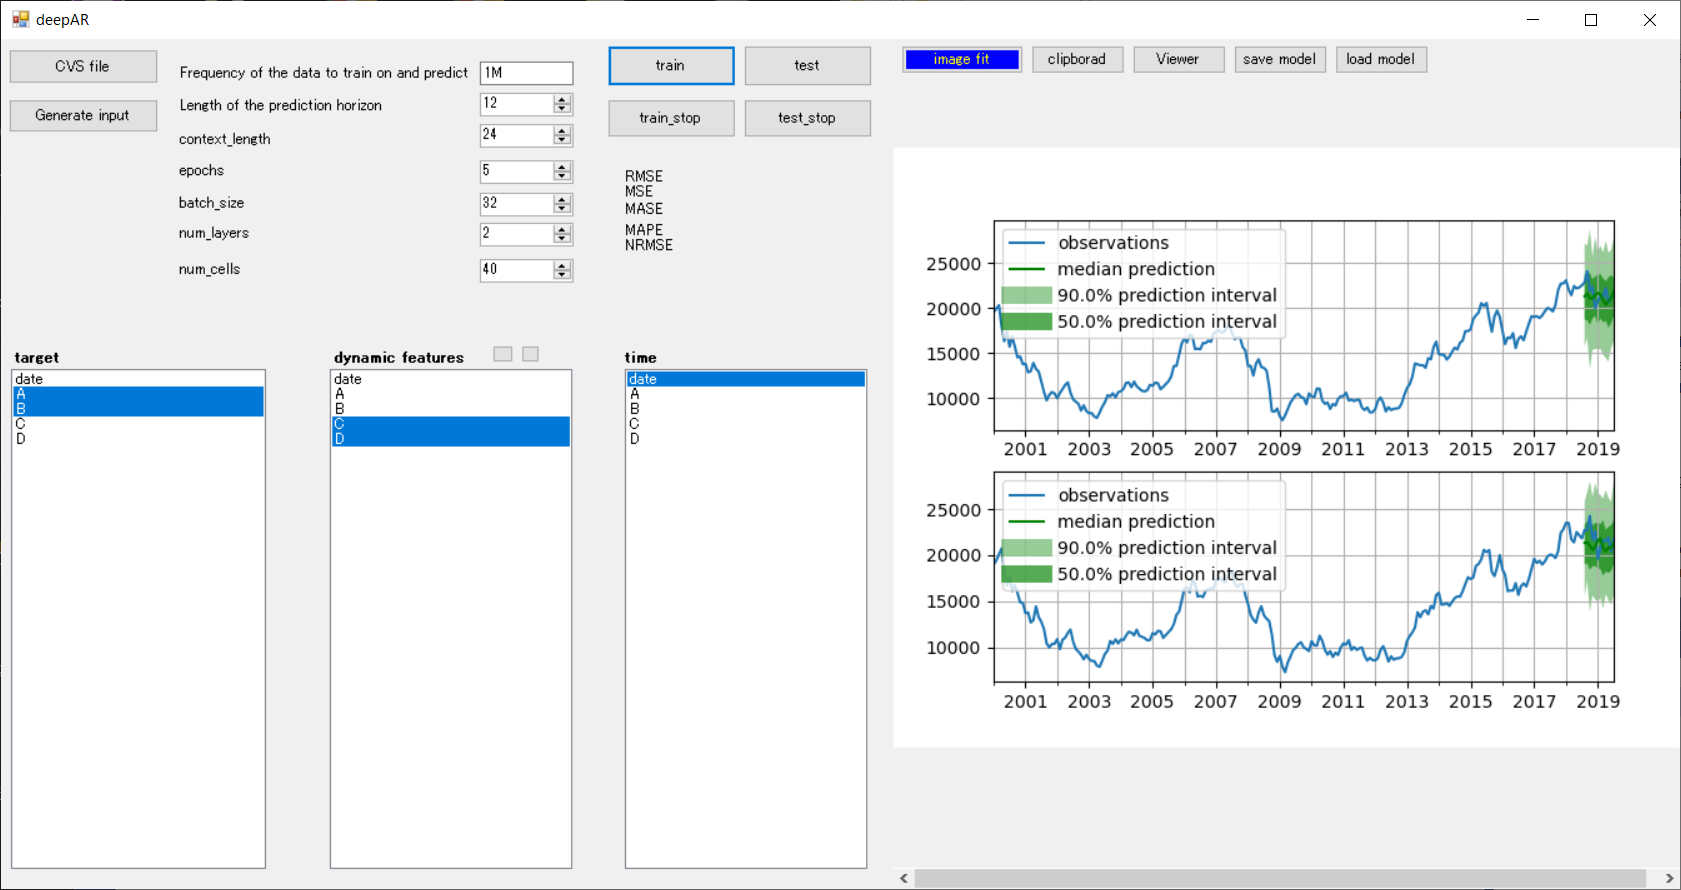 deepAR
CVS file
Generate input
Frequency of the data to train on and predict 1M
Length of the prediction horizon 12
context_length 24
epochs 5
batch_size 32
num_layers 2
num_cells 40
train
test
train_stop
test_stop
RMSE
MSE
MASE
MAPE
NRMSE
image fit
clipborad
Viewer
save model
load model
target
date
A
B
C
D
dynamic features
date
A
B
C
D
time
date
A
B
C
D
observations
median prediction
90.0% prediction interval
50.0% prediction interval
25000
20000
15000
10000
2001 2003 2005 2007 2009 2011 2013 2015 2017 2019
observations
median prediction
90.0% prediction interval
50.0% prediction interval
25000
20000
15000
10000
2001 2003 2005 2007 2009 2011 2013 2015 2017 2019